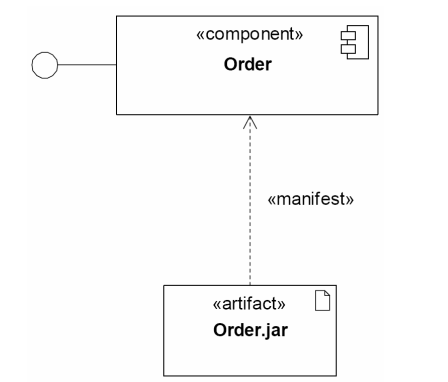 «component»
Order
«manifest»
«artifact»
Order.jar